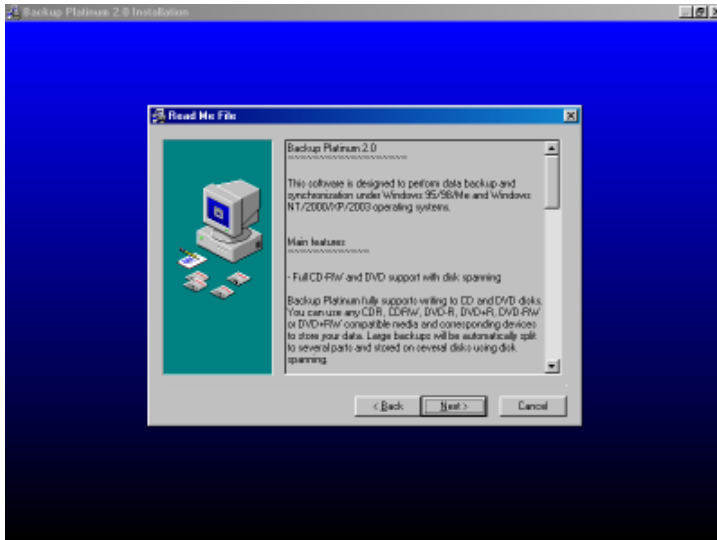 Backup Platinum 2.0 Installation
Read Me File
Backup Platinum 2.0
~~~~~~~~~~~~~~~~~~~
This software is designed to perform data backup and
synchronization under Windows 95/98/Me and Windows
NT/2000/XP/2003 operating systems.
Main features:
~~~~~~~~~~~~~
- Full CD-RW and DVD support with disk spanning
Backup Platinum fully supports writing to CD and DVD disks.
You can use any CDR, CDRW, DVD-R, DVD+R, DVD-RW
or DVD+RW compatible media and corresponding devices
to store your data. Large backups will be automatically split
to several parts and stored on several disks using disk
spanning.
< Back
Next >
Cancel